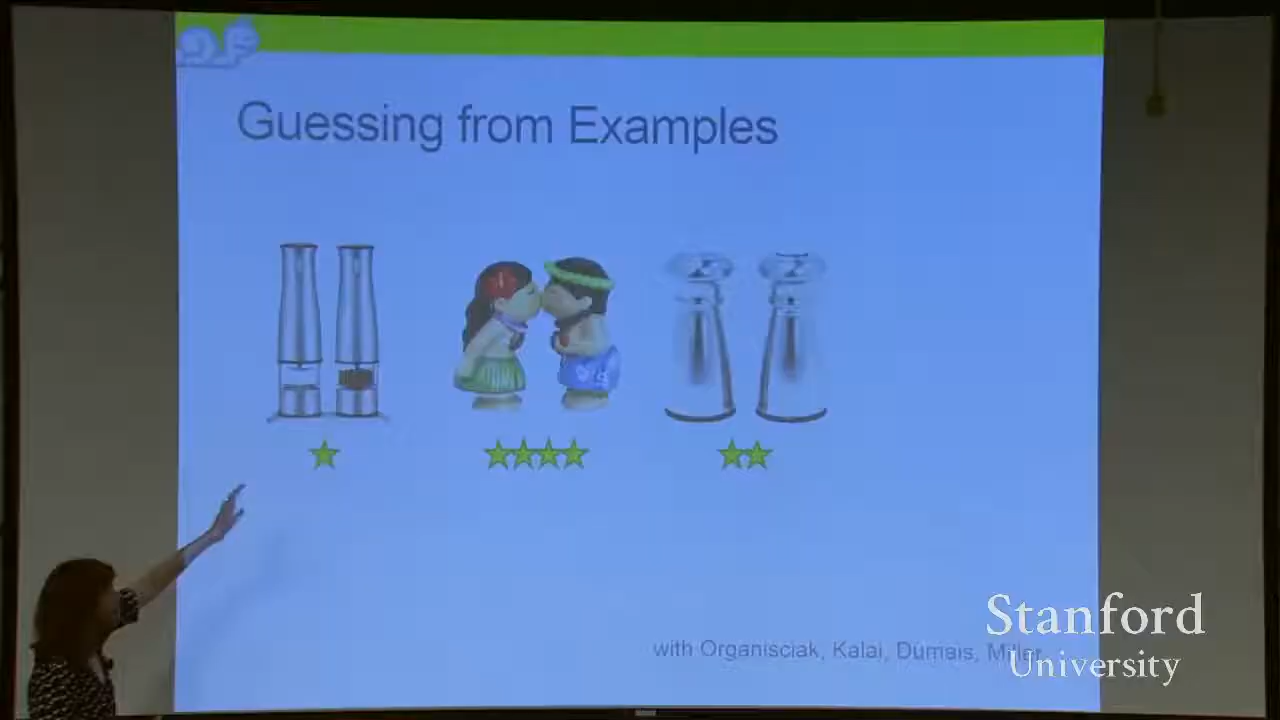 Guessing from Examples
with Organisciak, Kalai, Dumais, Miller
Stanford
University